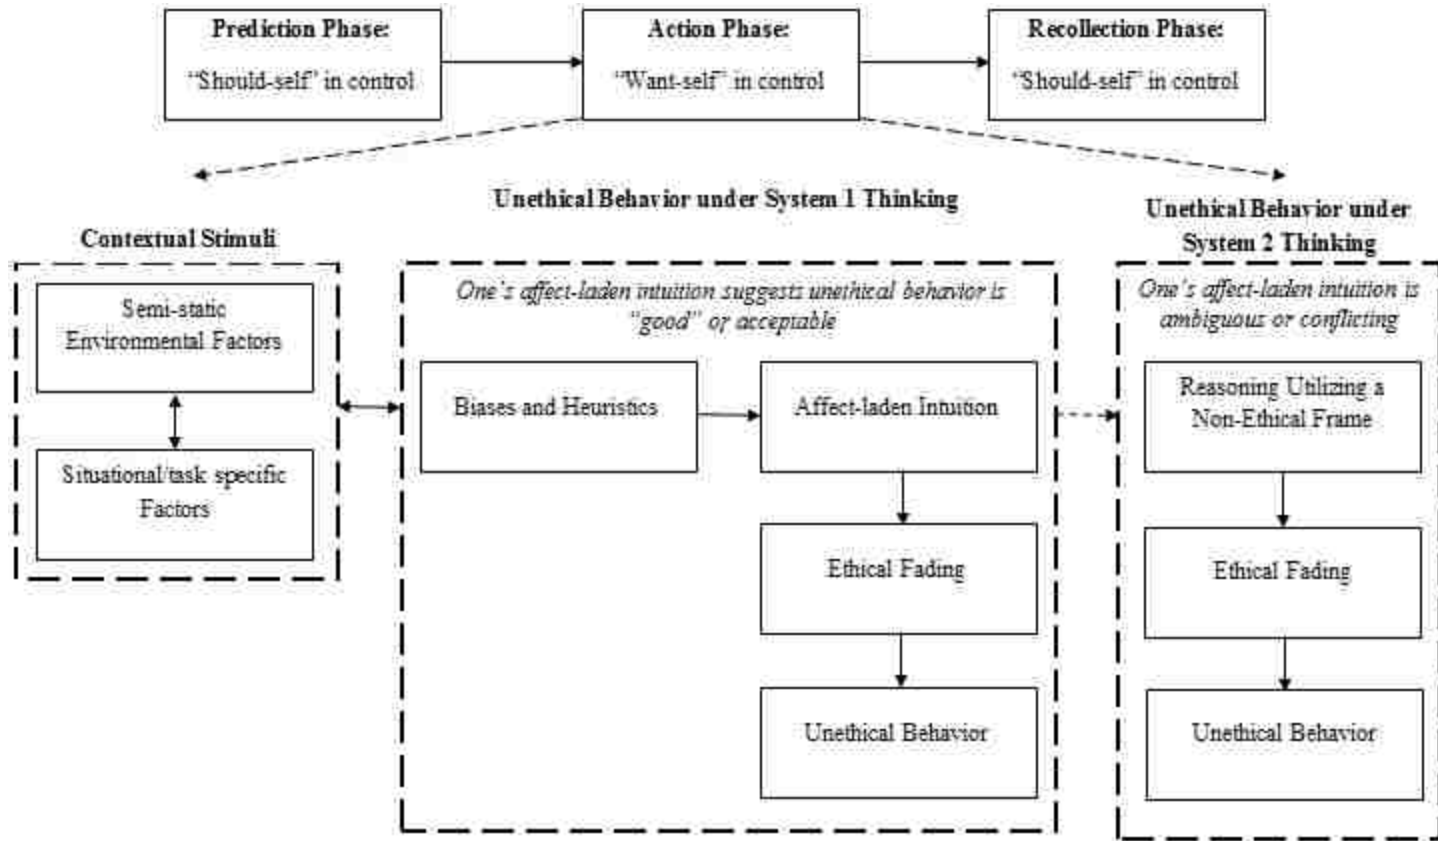 Prediction Phase:
“Should-self” in control
Action Phase:
“Want-self” in control
Recollection Phase:
“Should-self” in control
Unethical Behavior under System 1 Thinking
Unethical Behavior under
System 2 Thinking
Contextual Stimuli
Semi-static
Environmental Factors
Situational/task specific
Factors
One’s affect-laden intuition suggests unethical behavior is
“good” or acceptable
Biases and Heuristics
Affect-laden Intuition
Ethical Fading
Unethical Behavior
One’s affect-laden intuition is
ambiguous or conflicting
Reasoning Utilizing a
Non-Ethical Frame
Ethical Fading
Unethical Behavior